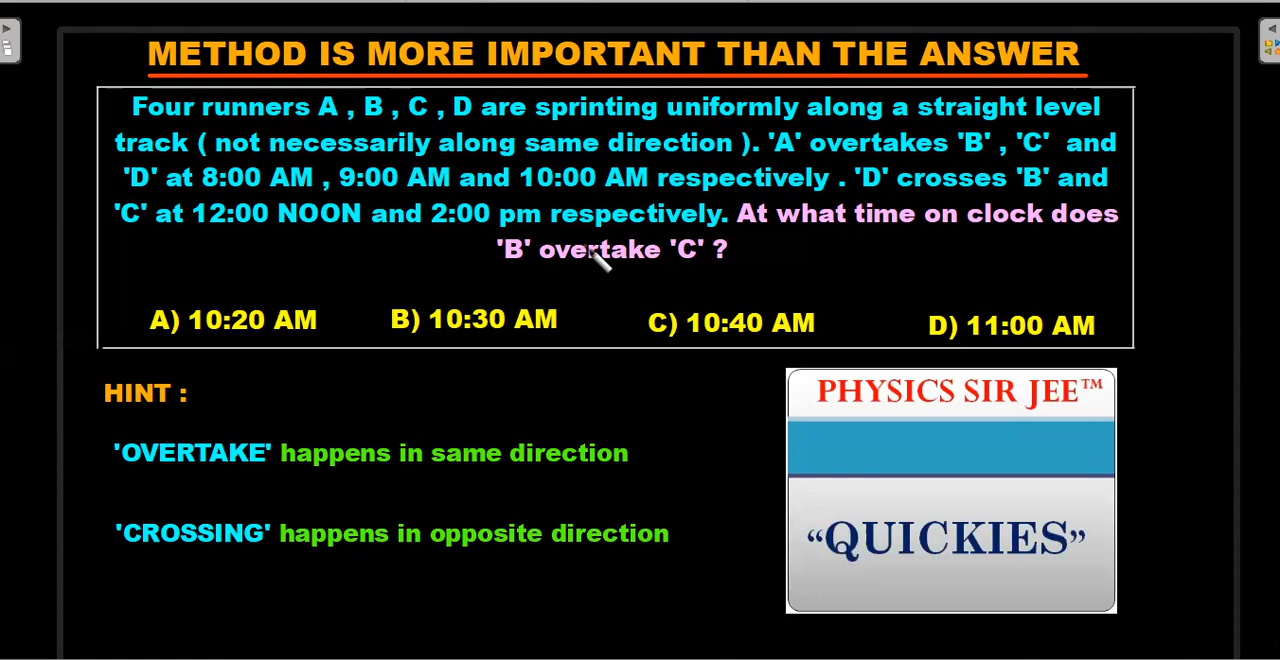 METHOD IS MORE IMPORTANT THAN THE ANSWER
Four runners A , B , C , D are sprinting uniformly along a straight level
track ( not necessarily along same direction ). 'A' overtakes 'B' , 'C' and
'D' at 8:00 AM , 9:00 AM and 10:00 AM respectively . 'D' crosses 'B' and
'C' at 12:00 NOON and 2:00 pm respectively. At what time on clock does
'B' overtake 'C' ?
A) 10:20 AM B) 10:30 AM C) 10:40 AM D) 11:00 AM
HINT :
'OVERTAKE' happens in same direction
'CROSSING' happens in opposite direction
PHYSICS SIR JEE™
“QUICKIES”